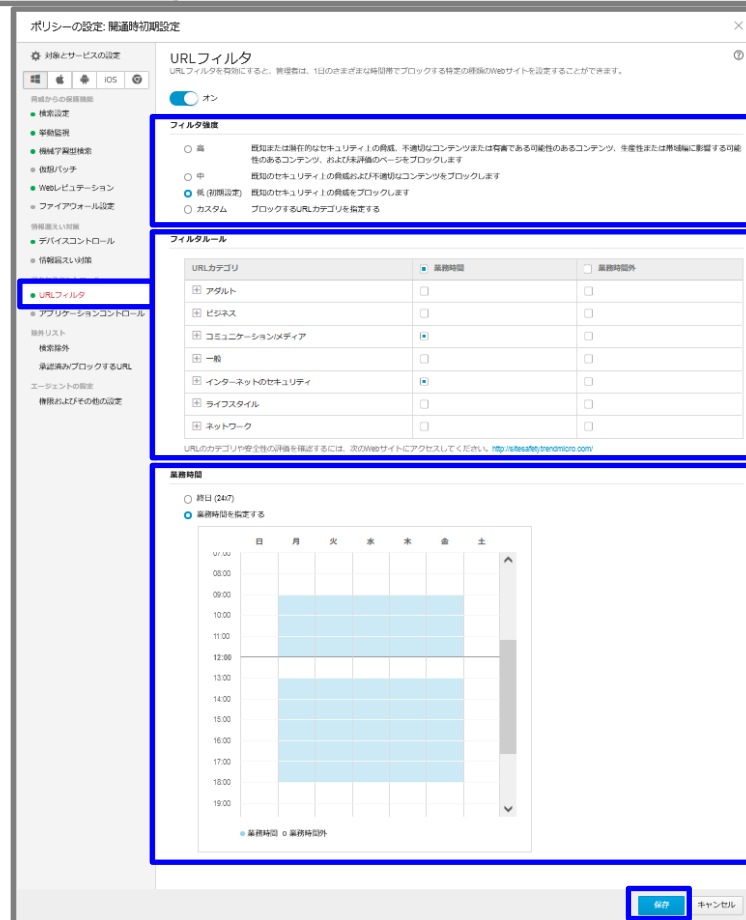 ポリシーの設定: 開通時初期設定
対象とサービスの設定
iOS
脅威からの保護機能
検索設定
挙動監視
機械学習型検索
仮想パッチ
Webレピュテーション
ファイアウォール設定
情報漏えい対策
デバイスコントロール
情報漏えい対策
URLフィルタ
アプリケーションコントロール
除外リスト
検索除外
承認済み/ブロックするURL
エージェントの設定
権限およびその他の設定
URLフィルタ
URLフィルタを有効にすると、管理者は、1日のさまざまな時間帯でブロックする特定の種類のWebサイトを設定することができます。
オン
フィルタ強度
高 既知または潜在的なセキュリティ上の脅威、不適切なコンテンツまたは有害である可能性のあるコンテンツ、生産性または帯域幅に影響する可能
性のあるコンテンツ、および未評価のページをブロックします
中 既知のセキュリティ上の脅威および不適切なコンテンツをブロックします
低 (初期設定) 既知のセキュリティ上の脅威をブロックします
カスタム ブロックするURLカテゴリを指定する
フィルタルール
URLカテゴリ 業務時間 業務時間外
アダルト
ビジネス
コミュニケーション/メディア
一般
インターネットのセキュリティ
ライフスタイル
ネットワーク
URLのカテゴリや安全性の評価を確認するには、次のWebサイトにアクセスしてください。http://sitesafety.trendmicro.com/
業務時間
終日 (24x7)
業務時間を指定する
日 月 火 水 木 金 土
07:00
08:00
09:00
10:00
11:00
12:00
13:00
14:00
15:00
16:00
17:00
18:00
19:00
業務時間 業務時間外
保存 キャンセル